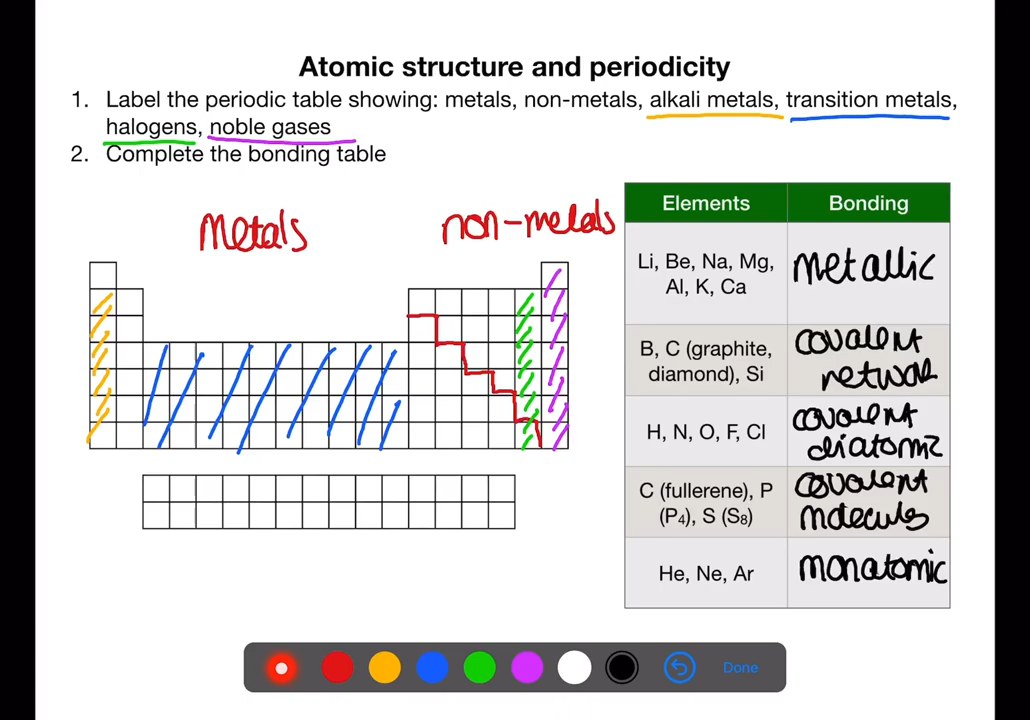 Atomic structure and periodicity
1. Label the periodic table showing: metals, non-metals, alkali metals, transition metals,
halogens, noble gases
2. Complete the bonding table
metals
non-metals
Elements Bonding
Li, Be, Na, Mg,
Al, K, Ca
metallic
B, C (graphite,
diamond), Si
covalent
network
H, N, O, F, Cl
covalent
diatomic
C (fullerene), P
(P₄), S (S₈)
covalent
molecules
He, Ne, Ar
monatomic
Done